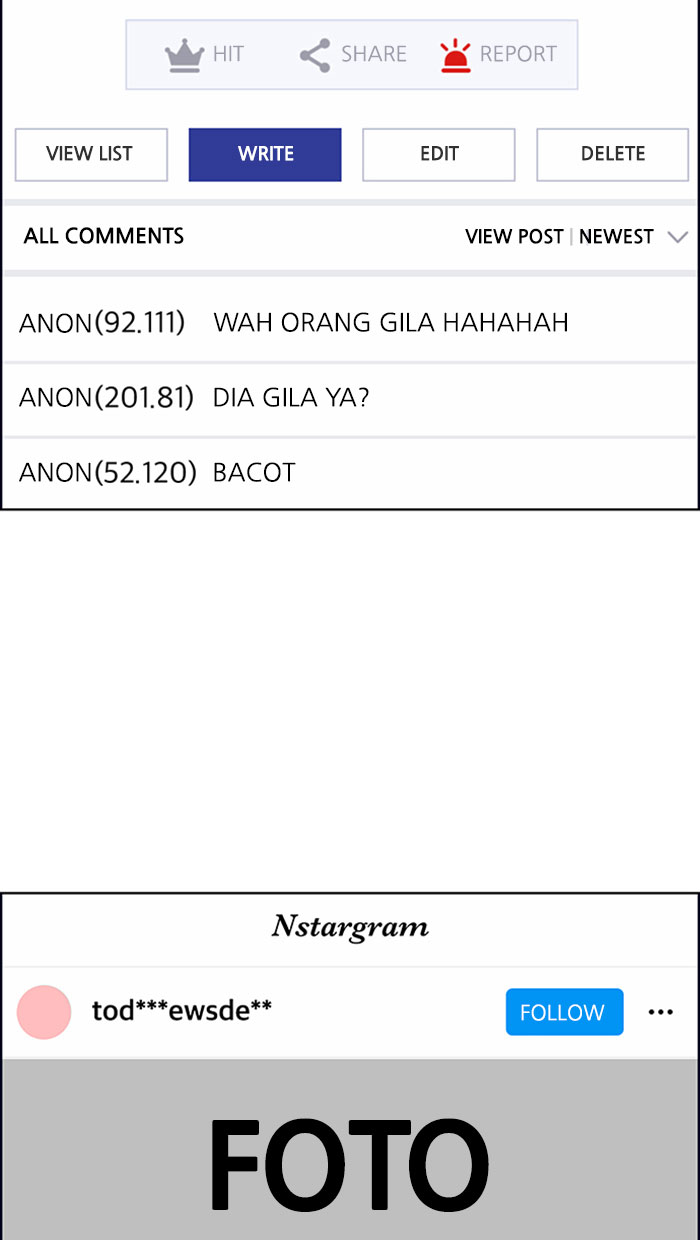 HIT SHARE REPORT
VIEW LIST WRITE EDIT DELETE
ALL COMMENTS VIEW POST | NEWEST
ANON(92.111) WAH ORANG GILA HAHAHAH
ANON(201.81) DIA GILA YA?
ANON(52.120) BACOT
Nstargram
tod***ewsde** FOLLOW ...
FOTO